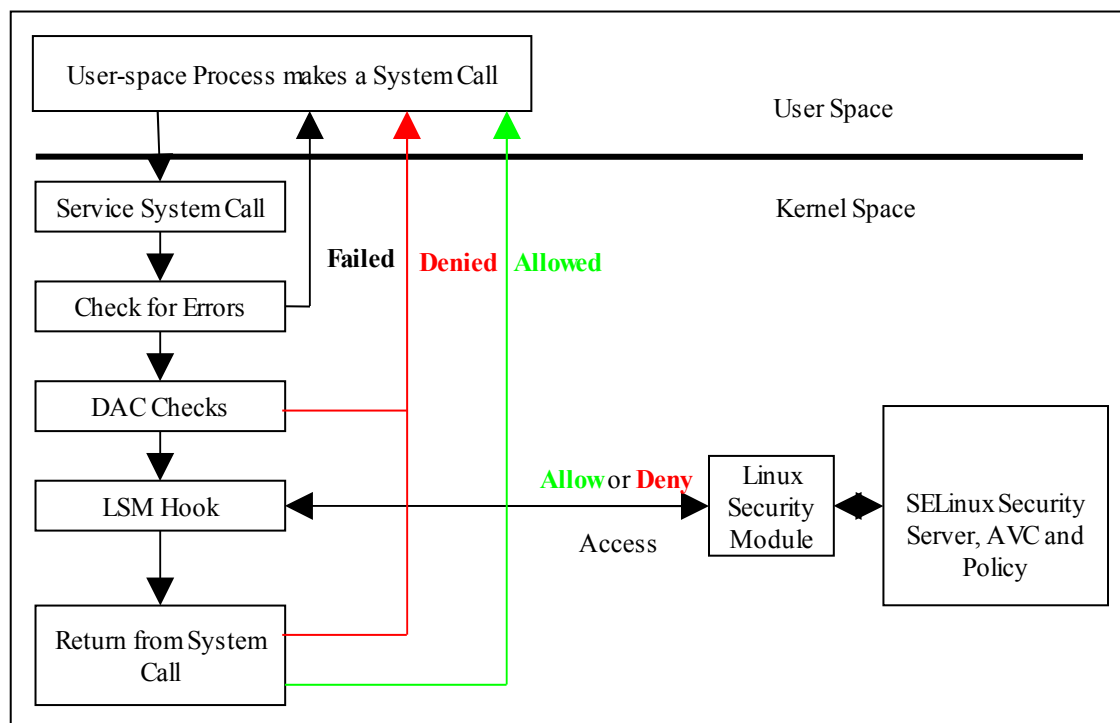 User-space Process makes a System Call
User Space
Service System Call
Kernel Space
Failed
Denied
Allowed
Check for Errors
DAC Checks
LSM Hook
Allow or Deny
Access
Linux
Security
Module
SELinux Security
Server, AVC and
Policy
Return from System
Call